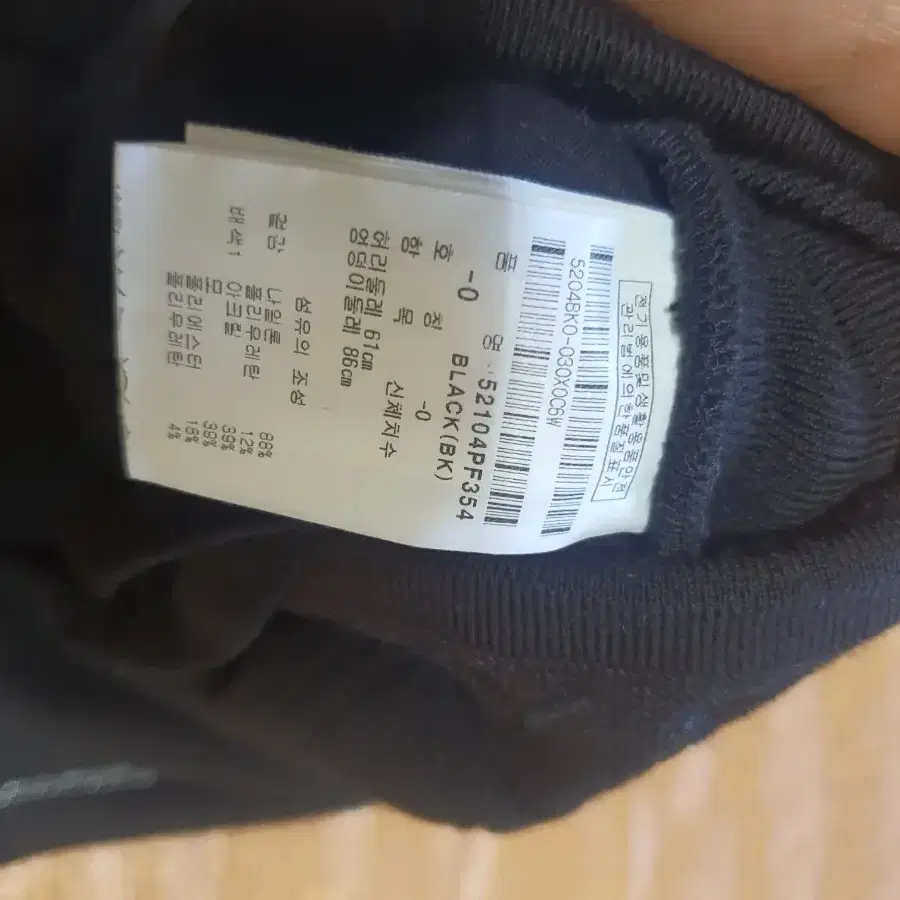 전기용품및생활용품안전
관리법에의한품질표시
5204BK0-030X0C6W
품 명 52104PF354
호 -0 칭 BLACK(BK)
항 목 -0
신체치수
허리둘레 61cm
엉덩이둘레 86cm
섬유의 조성
겉감 나일론 88%
폴리우레탄 12%
배색1 아크릴 39%
모 39%
폴리에스터 18%
폴리우레탄 4%